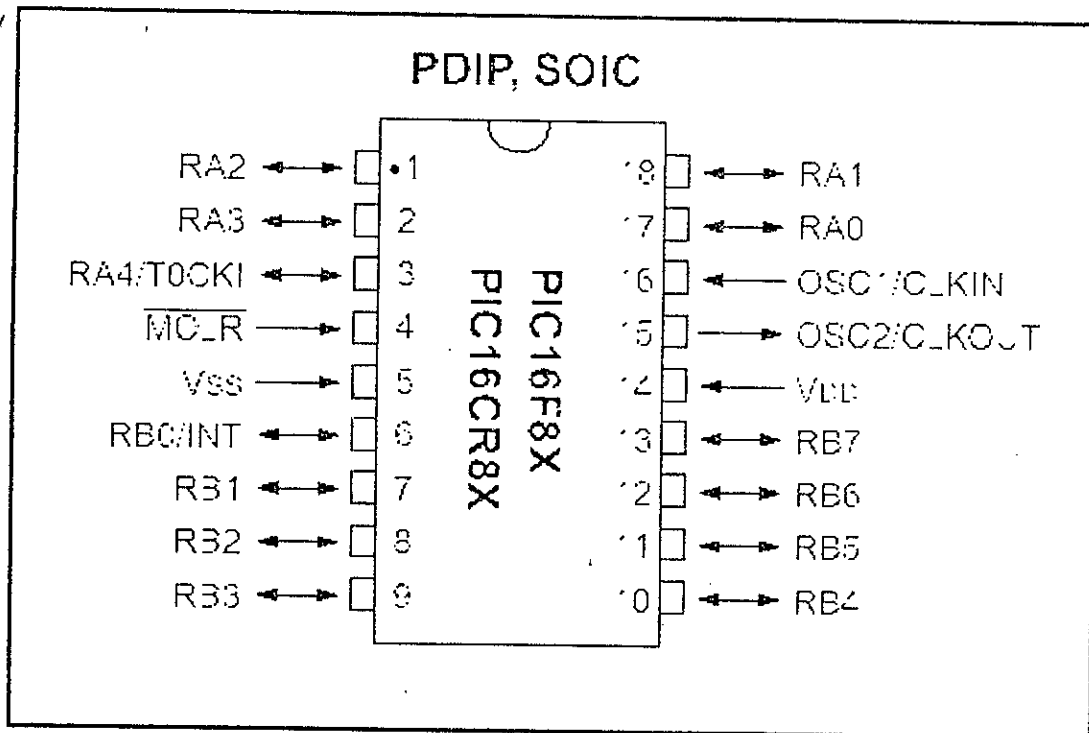 PDIP, SOIC
RA2 •1 18 RA1
RA3 2 17 RA0
RA4/T0CKI 3 16 OSC1/CLKIN
MCLR 4 15 OSC2/CLKOUT
VSS 5 14 VDD
RB0/INT 6 13 RB7
RB1 7 12 RB6
RB2 8 11 RB5
RB3 9 10 RB4
PIC16F8X
PIC16CR8X